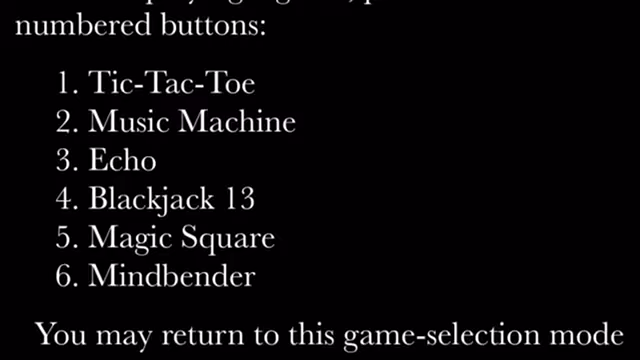 numbered buttons:
1. Tic-Tac-Toe
2. Music Machine
3. Echo
4. Blackjack 13
5. Magic Square
6. Mindbender
You may return to this game-selection mode